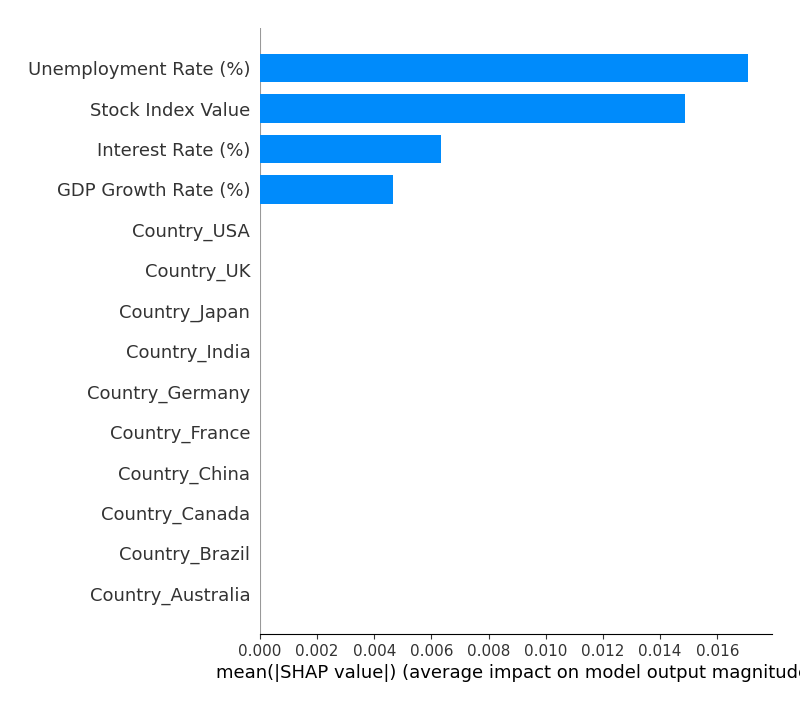 Unemployment Rate (%)
Stock Index Value
Interest Rate (%)
GDP Growth Rate (%)
Country_USA
Country_UK
Country_Japan
Country_India
Country_Germany
Country_France
Country_China
Country_Canada
Country_Brazil
Country_Australia
0.000 0.002 0.004 0.006 0.008 0.010 0.012 0.014 0.016
mean(|SHAP value|) (average impact on model output magnitude